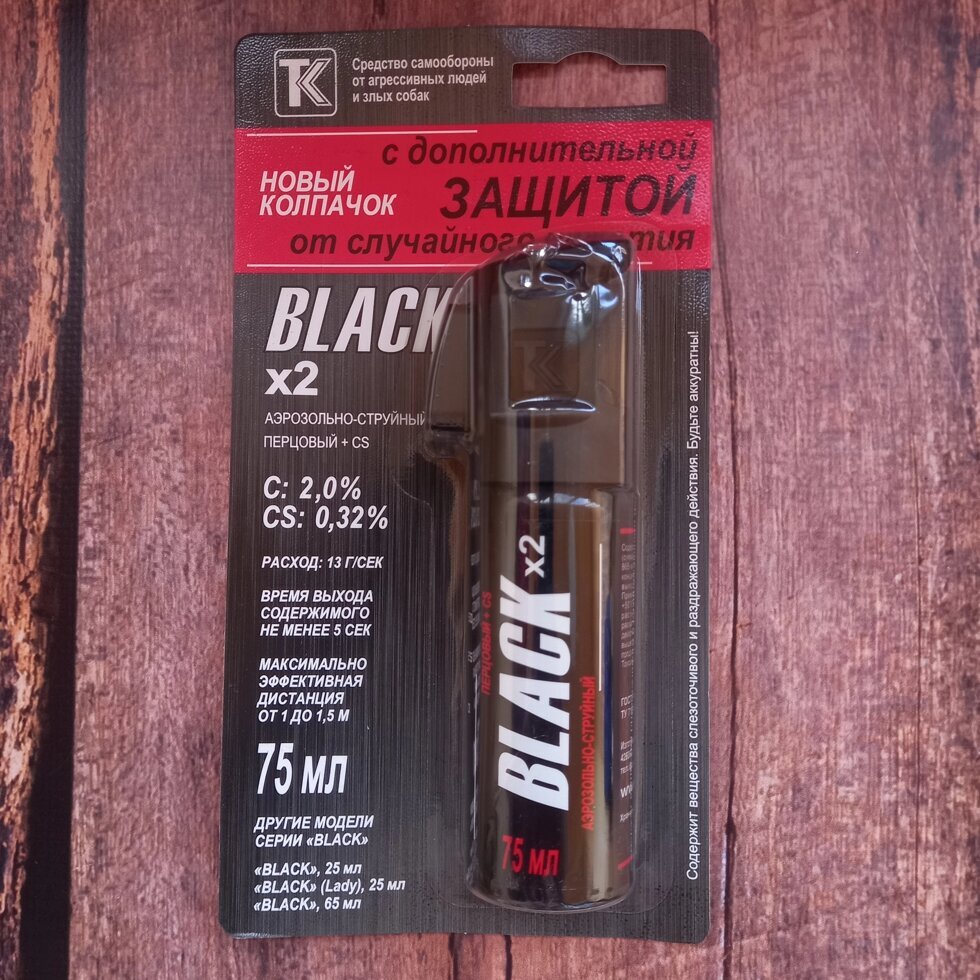 ТК
Средство самообороны
от агрессивных людей
и злых собак
с дополнительной
НОВЫЙ
КОЛПАЧОК
ЗАЩИТОЙ
от случайного
BLACK
x2
АЭРОЗОЛЬНО-СТРУЙНЫЙ
ПЕРЦОВЫЙ + CS
C: 2,0%
CS: 0,32%
РАСХОД: 13 Г/СЕК
ВРЕМЯ ВЫХОДА
СОДЕРЖИМОГО
НЕ МЕНЕЕ 5 СЕК
МАКСИМАЛЬНО
ЭФФЕКТИВНАЯ
ДИСТАНЦИЯ
ОТ 1 ДО 1,5 М
75 МЛ
ДРУГИЕ МОДЕЛИ
СЕРИИ «BLACK»
«BLACK», 25 мл
«BLACK» (Lady), 25 мл
«BLACK», 65 мл
ТК
ПЕРЦОВЫЙ + CS
BLACK x2
АЭРОЗОЛЬНО-СТРУЙНЫЙ
75 МЛ
Содержит вещества слезоточивого и раздражающего действия. Будьте аккуратны!